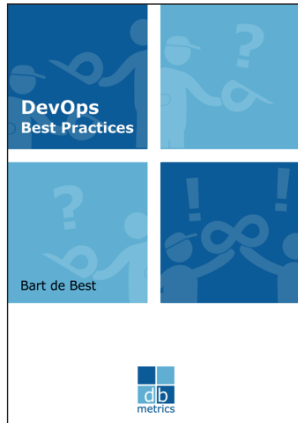 DevOps
Best Practices
?
?
! !
Bart de Best
db
metrics